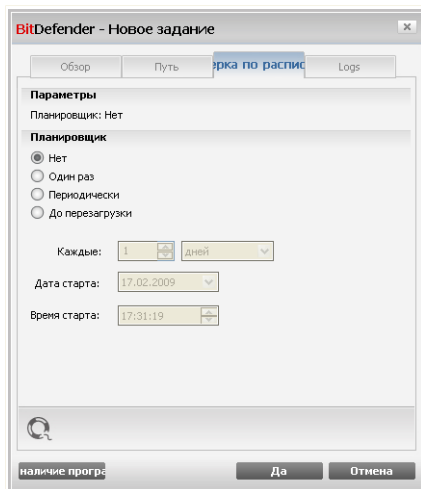 BitDefender - Новое задание
Обзор
Путь
ерка по распис
Logs
Параметры
Планировщик: Нет
Планировщик
Нет
Один раз
Периодически
До перезагрузки
Каждые: 1 дней
Дата старта: 17.02.2009
Время старта: 17:31:19
наличие програ
Да
Отмена